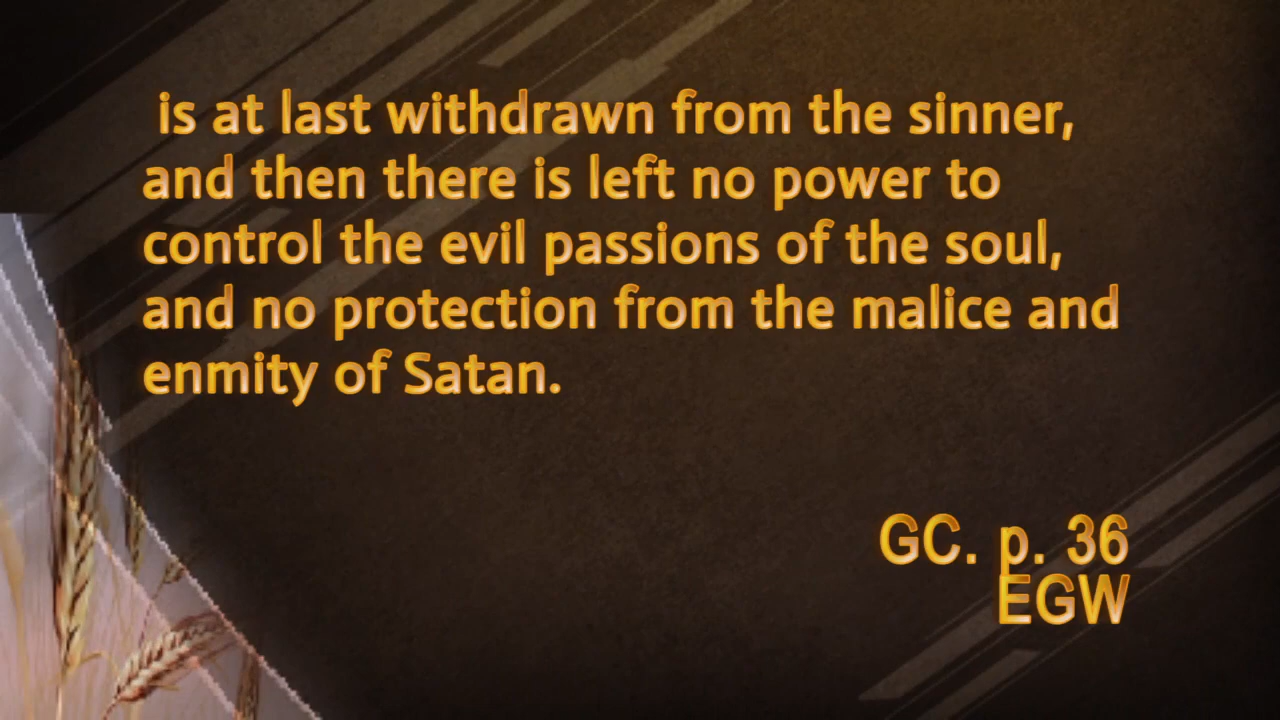 is at last withdrawn from the sinner,
and then there is left no power to
control the evil passions of the soul,
and no protection from the malice and
enmity of Satan.
GC. p. 36
EGW